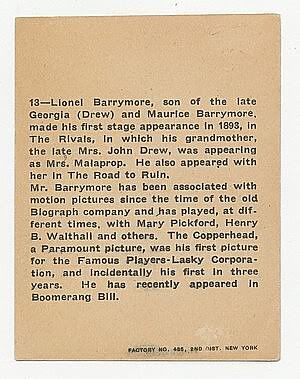 13—Lionel Barrymore, son of the late
Georgia (Drew) and Maurice Barrymore,
made his first stage appearance in 1893, in
The Rivals, in which his grandmother,
the late Mrs. John Drew, was appearing
as Mrs. Malaprop. He also appeared with
her in The Road to Ruin.
Mr. Barrymore has been associated with
motion pictures since the time of the old
Biograph company and has played, at dif-
ferent times, with Mary Pickford, Henry
B. Walthall and others. The Copperhead,
a Paramount picture, was his first picture
for the Famous Players-Lasky Corpora-
tion, and incidentally his first in three
years. He has recently appeared in
Boomerang Bill.
FACTORY NO. 485, 2ND DIST. NEW YORK